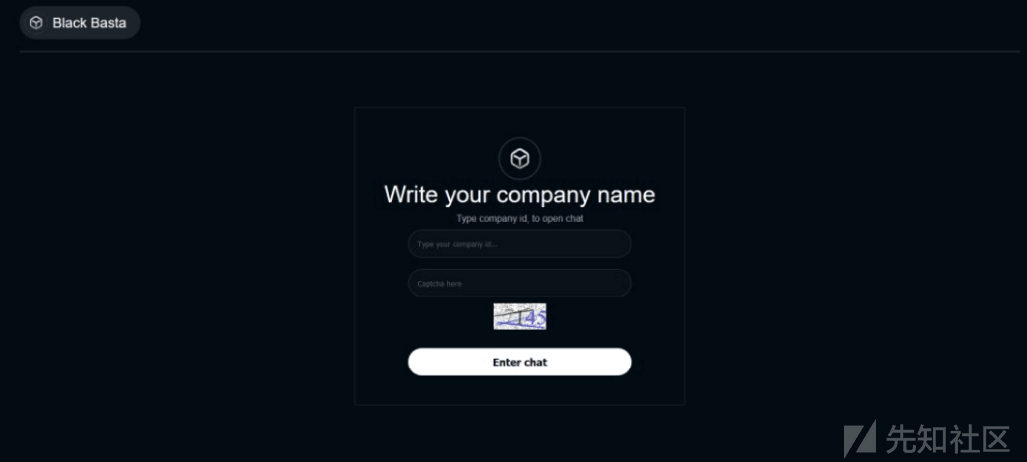 Black Basta
Write your company name
Type company id, to open chat
Type your company id...
Captcha here
Enter chat
先知社区